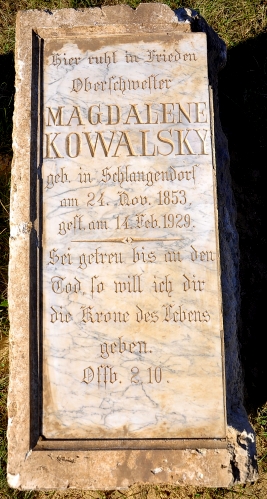 Hier ruht in Frieden
Oberschwester
MAGDALENE
KOWALSKY
geb. in Schlangendorf
am 24. Nov. 1853.
gest. am 14. Feb. 1929.
Sei getreu bis an den
Tod, so will ich dir
die Krone des Lebens
geben.
Offb. 2.10.